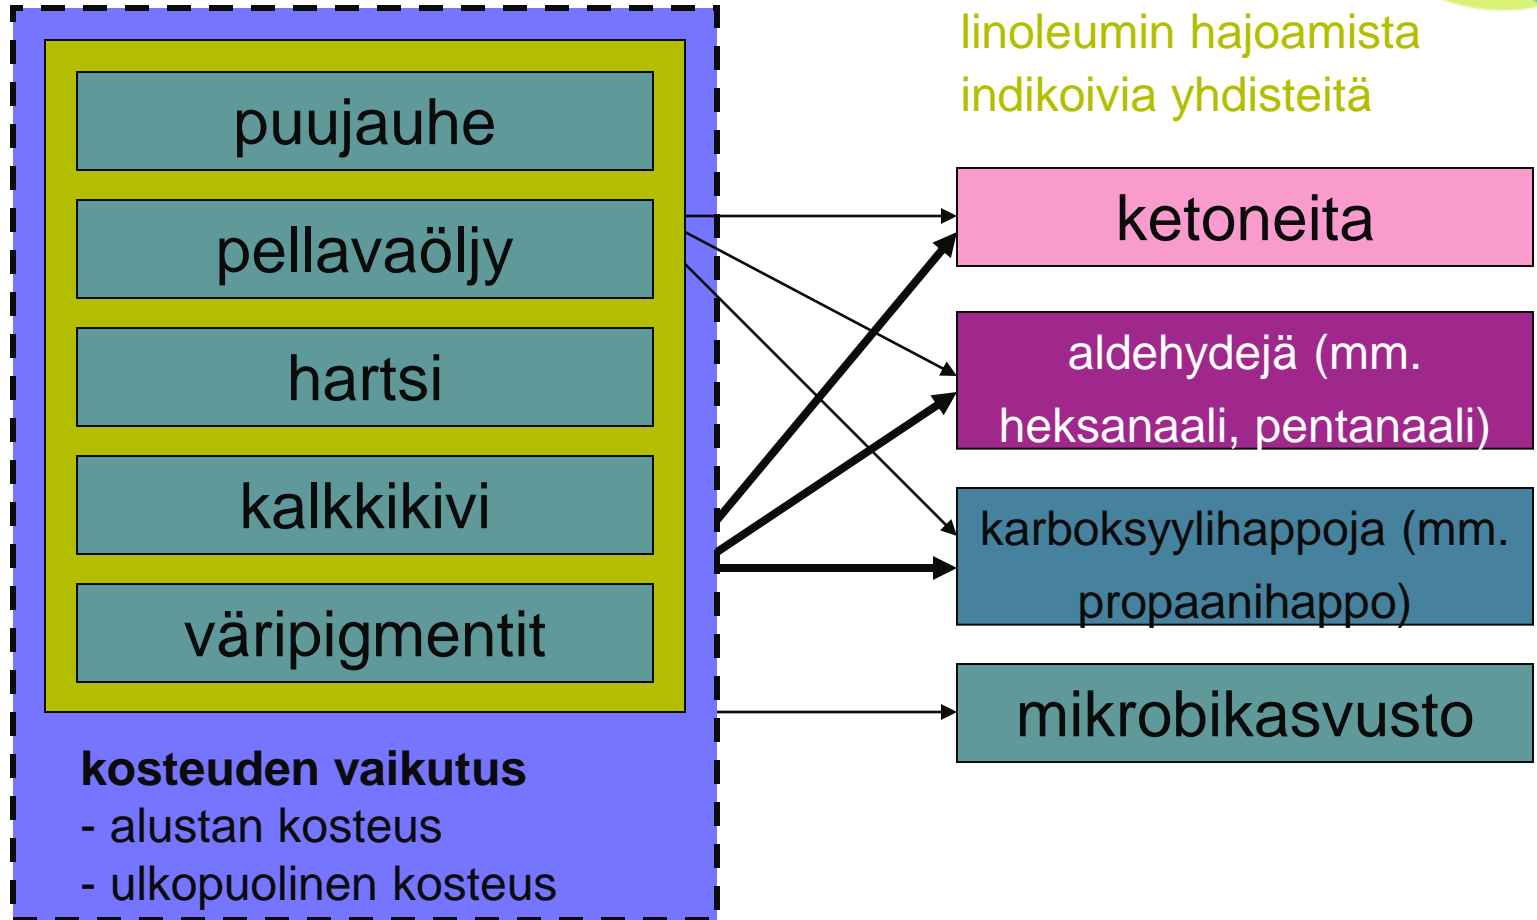 puujauhe
pellavaöljy
hartsi
kalkkikivi
väripigmentit
kosteuden vaikutus
- alustan kosteus
- ulkopuolinen kosteus
linoleumin hajoamista
indikoivia yhdisteitä
ketoneita
aldehydejä (mm.
heksanaali, pentanaali)
karboksyylihappoja (mm.
propaanihappo)
mikrobikasvusto